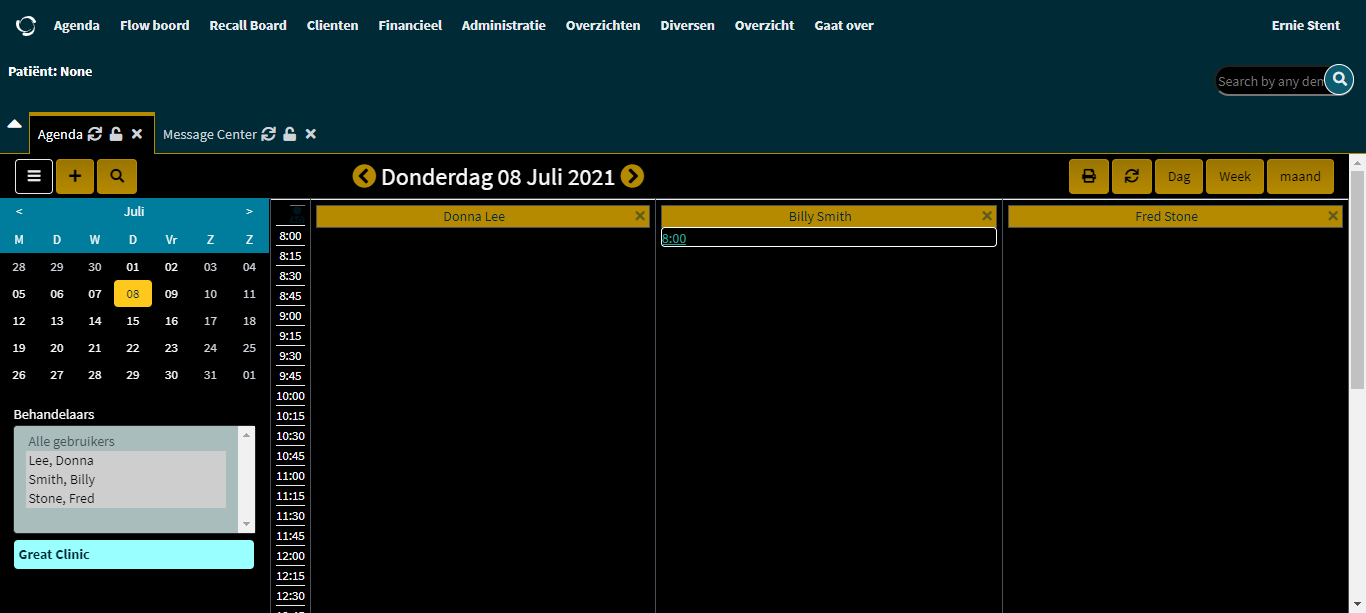 Agenda Flow boord Recall Board Clienten Financieel Administratie Overzichten Diversen Overzicht Gaat over Ernie Stent
Patiënt: None
Search by any den
Agenda Message Center
Donderdag 08 Juli 2021
Dag Week maand
< Juli >
M D W D Vr Z Z
28 29 30 01 02 03 04
05 06 07 08 09 10 11
12 13 14 15 16 17 18
19 20 21 22 23 24 25
26 27 28 29 30 31 01
Behandelaars
Alle gebruikers
Lee, Donna
Smith, Billy
Stone, Fred
Great Clinic
Donna Lee Billy Smith Fred Stone
8:00
8:00
8:15
8:30
8:45
9:00
9:15
9:30
9:45
10:00
10:15
10:30
10:45
11:00
11:15
11:30
11:45
12:00
12:15
12:30